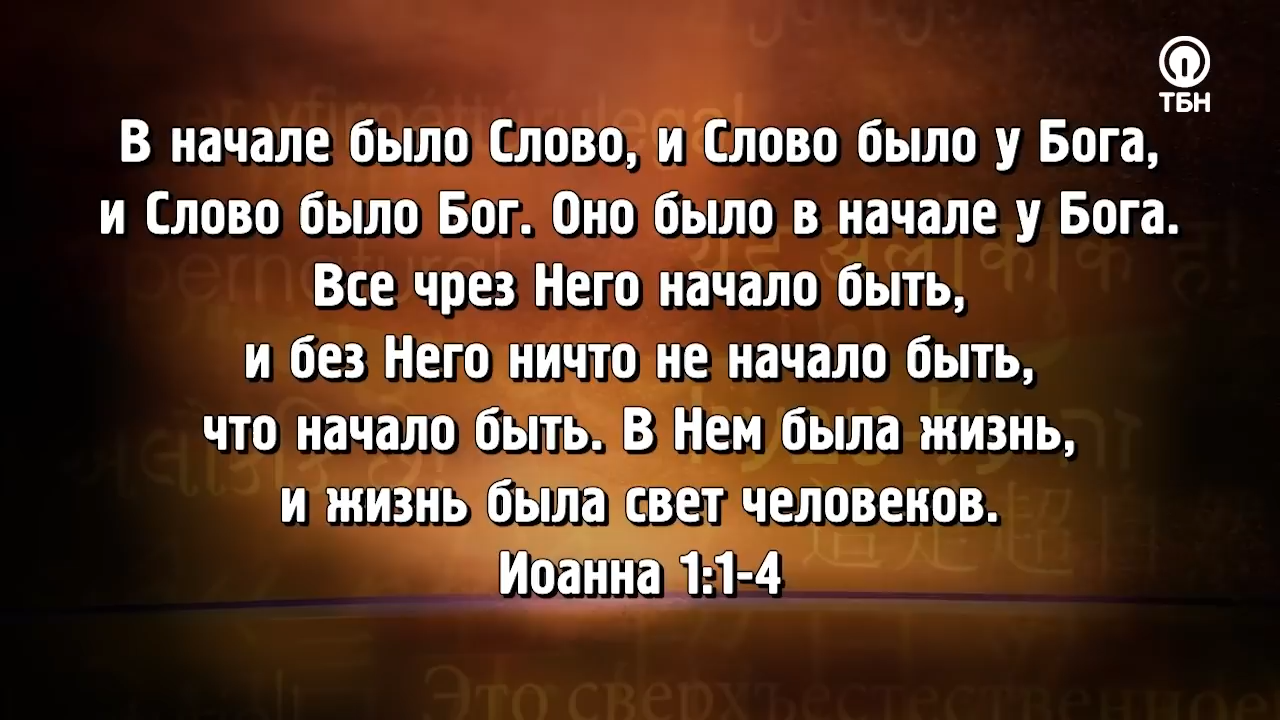 ТБН
В начале было Слово, и Слово было у Бога,
и Слово было Бог. Оно было в начале у Бога.
Все чрез Него начало быть,
и без Него ничто не начало быть,
что начало быть. В Нем была жизнь,
и жизнь была свет человеков.
Иоанна 1:1-4
Это сверхъестественное